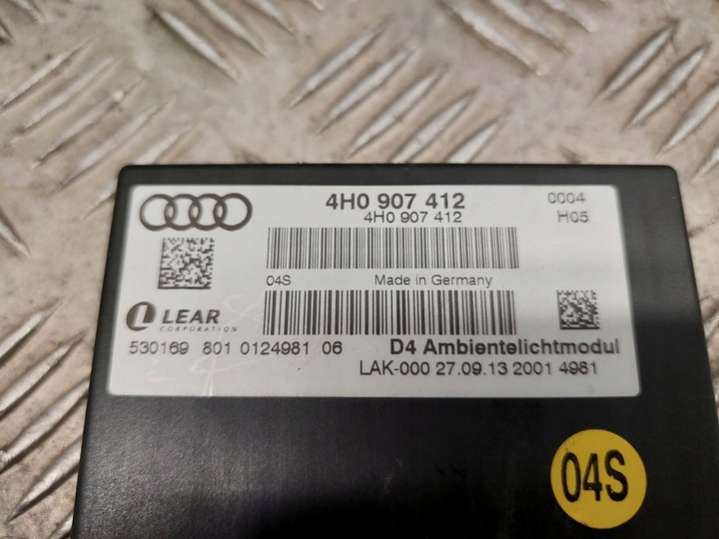 4H0 907 412
0004
4H0 907 412
H05
04S
Made in Germany
LEAR
CORPORATION
530169 801 0124981 06
D4 Ambientelichtmodul
LAK-000 27.09.13 2001 4981
04S